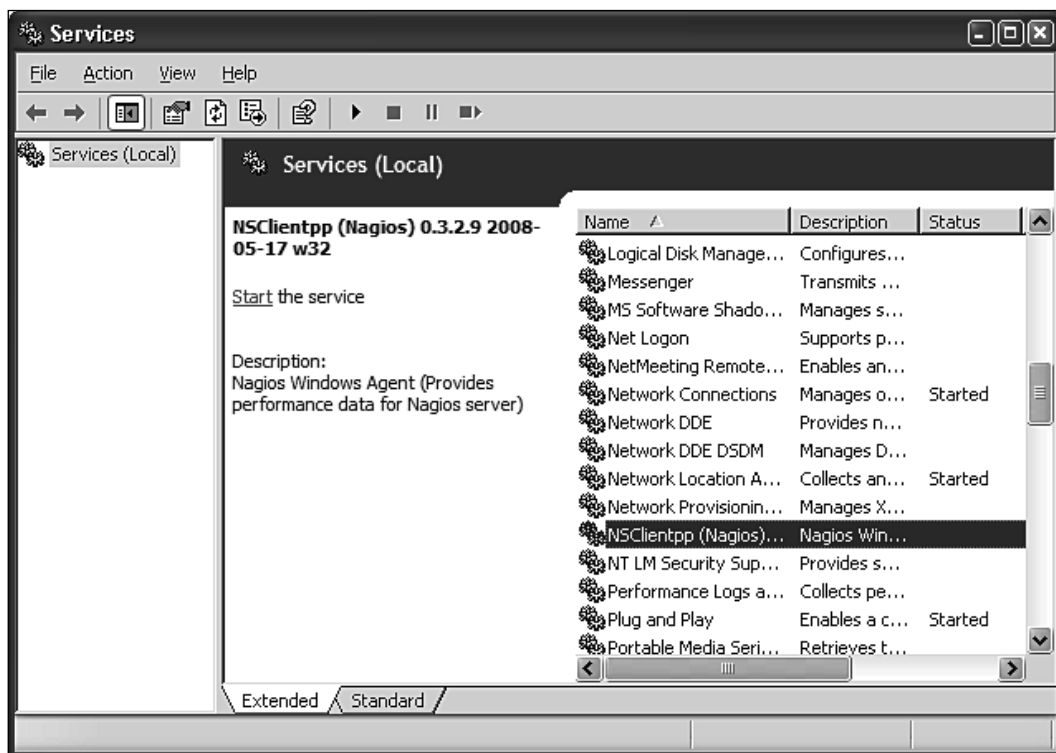 Services
File Action View Help
Services (Local)
Services (Local)
NSClientpp (Nagios) 0.3.2.9 2008-
05-17 w32
Start the service
Description:
Nagios Windows Agent (Provides
performance data for Nagios server)
Name Description Status
Logical Disk Manage... Configures...
Messenger Transmits ...
MS Software Shado... Manages s...
Net Logon Supports p...
NetMeeting Remote... Enables an...
Network Connections Manages o... Started
Network DDE Provides n...
Network DDE DSDM Manages D...
Network Location A... Collects an... Started
Network Provisionin... Manages X...
NSClientpp (Nagios)... Nagios Win...
NT LM Security Sup... Provides s...
Performance Logs a... Collects pe...
Plug and Play Enables a c... Started
Portable Media Seri... Retrieves t...
Extended Standard